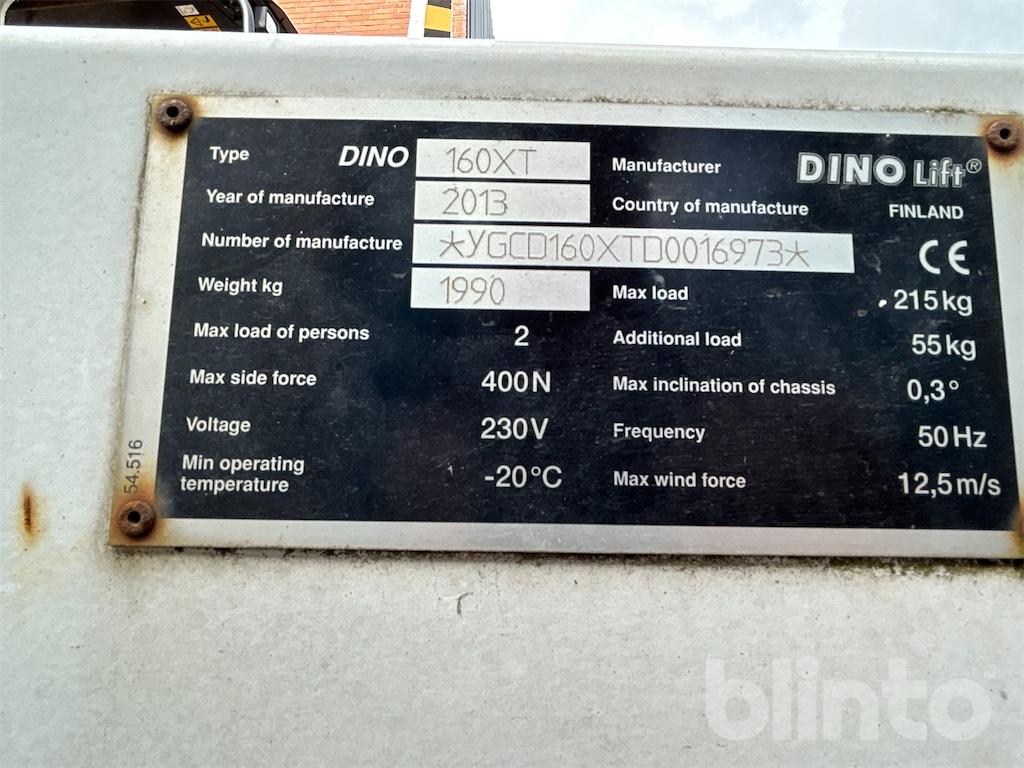 Type DINO 160XT Manufacturer DINO Lift®
Year of manufacture 2013 Country of manufacture FINLAND
Number of manufacture *YGCD160XTD0016973* CE
Weight kg 1990 Max load 215 kg
Max load of persons 2 Additional load 55 kg
Max side force 400 N Max inclination of chassis 0,3°
Voltage 230 V Frequency 50 Hz
Min operating temperature -20 °C Max wind force 12,5 m/s
54.516
blinto